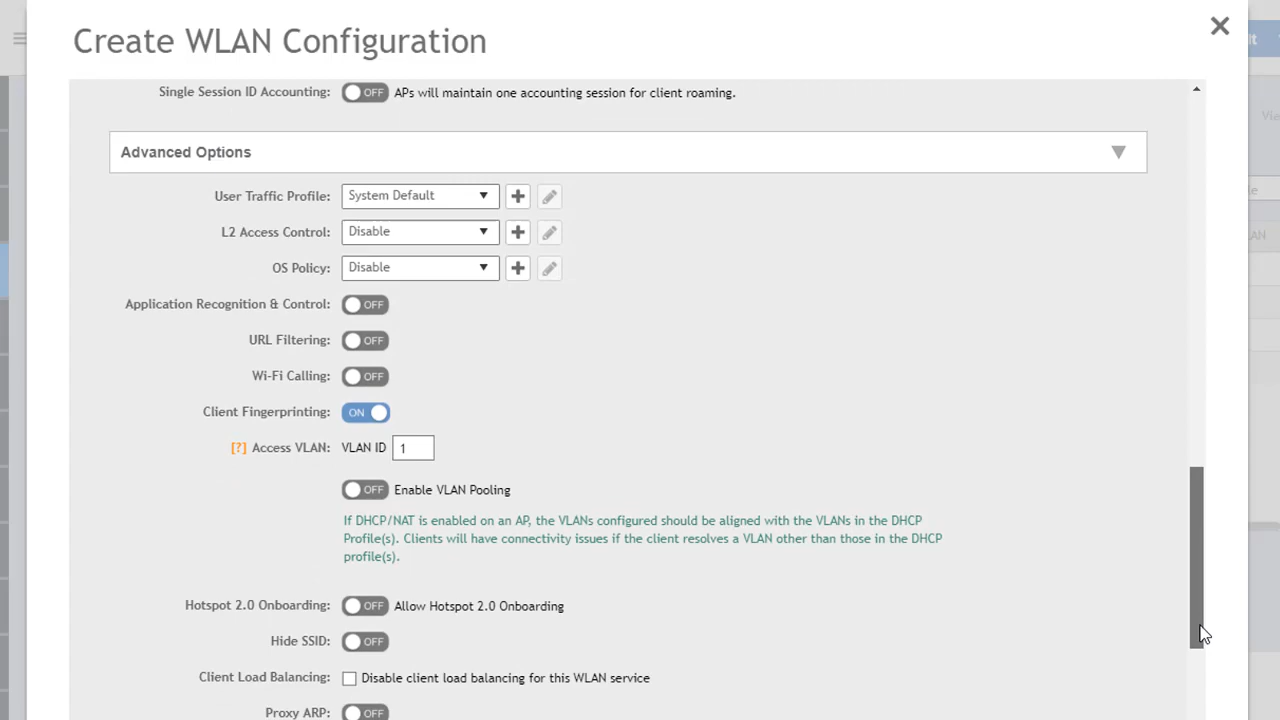 Create WLAN Configuration
Single Session ID Accounting: OFF APs will maintain one accounting session for client roaming.
Advanced Options
User Traffic Profile: System Default
L2 Access Control: Disable
OS Policy: Disable
Application Recognition & Control: OFF
URL Filtering: OFF
Wi-Fi Calling: OFF
Client Fingerprinting: ON
[?] Access VLAN: VLAN ID 1
OFF Enable VLAN Pooling
If DHCP/NAT is enabled on an AP, the VLANs configured should be aligned with the VLANs in the DHCP
Profile(s). Clients will have connectivity issues if the client resolves a VLAN other than those in the DHCP
profile(s).
Hotspot 2.0 Onboarding: OFF Allow Hotspot 2.0 Onboarding
Hide SSID: OFF
Client Load Balancing: Disable client load balancing for this WLAN service
Proxy ARP: OFF